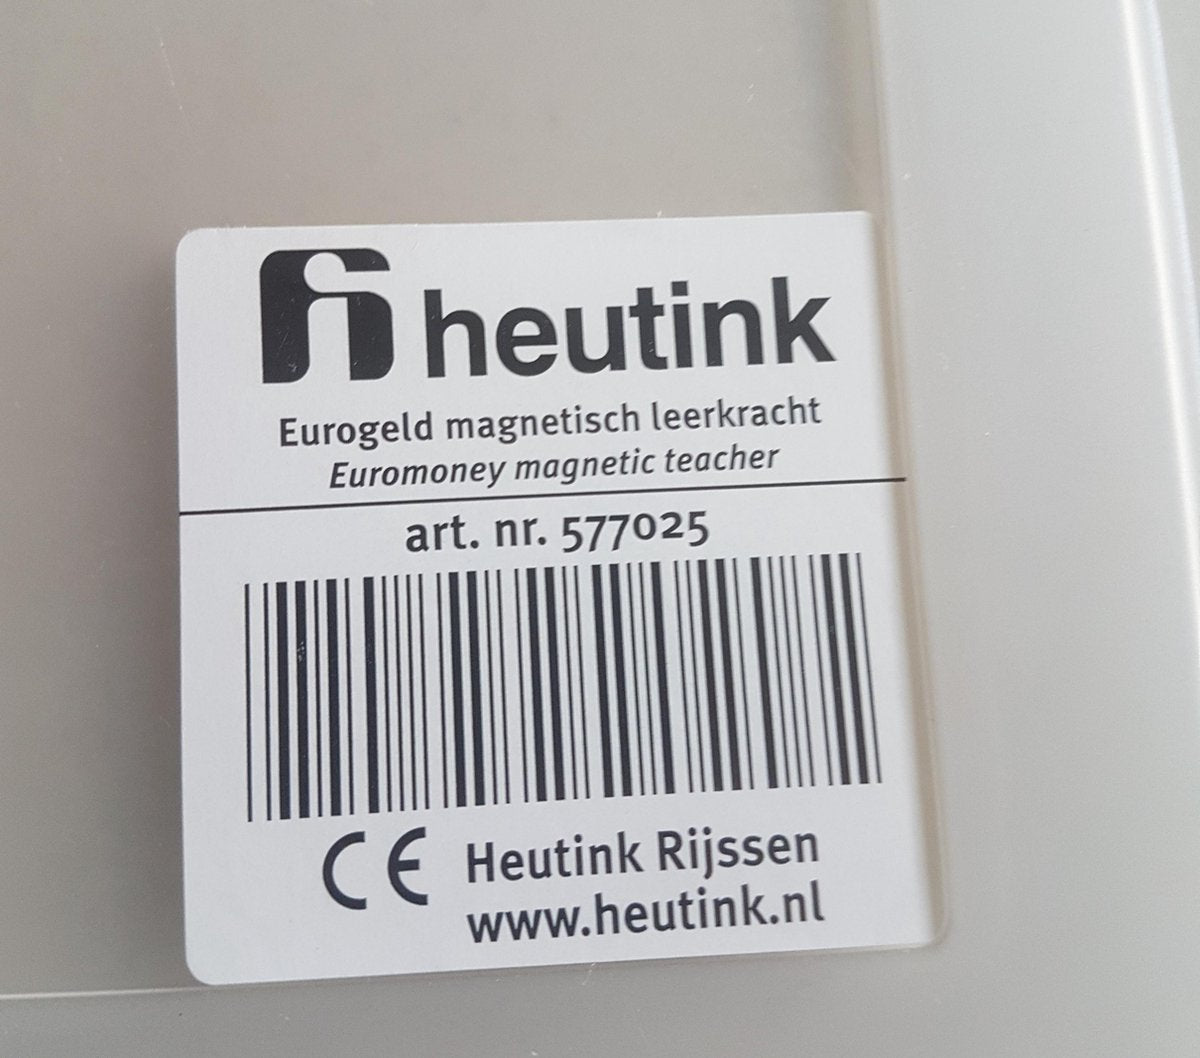 heutink
Eurogeld magnetisch leerkracht
Euromoney magnetic teacher
art. nr. 577025
CE Heutink Rijssen
www.heutink.nl